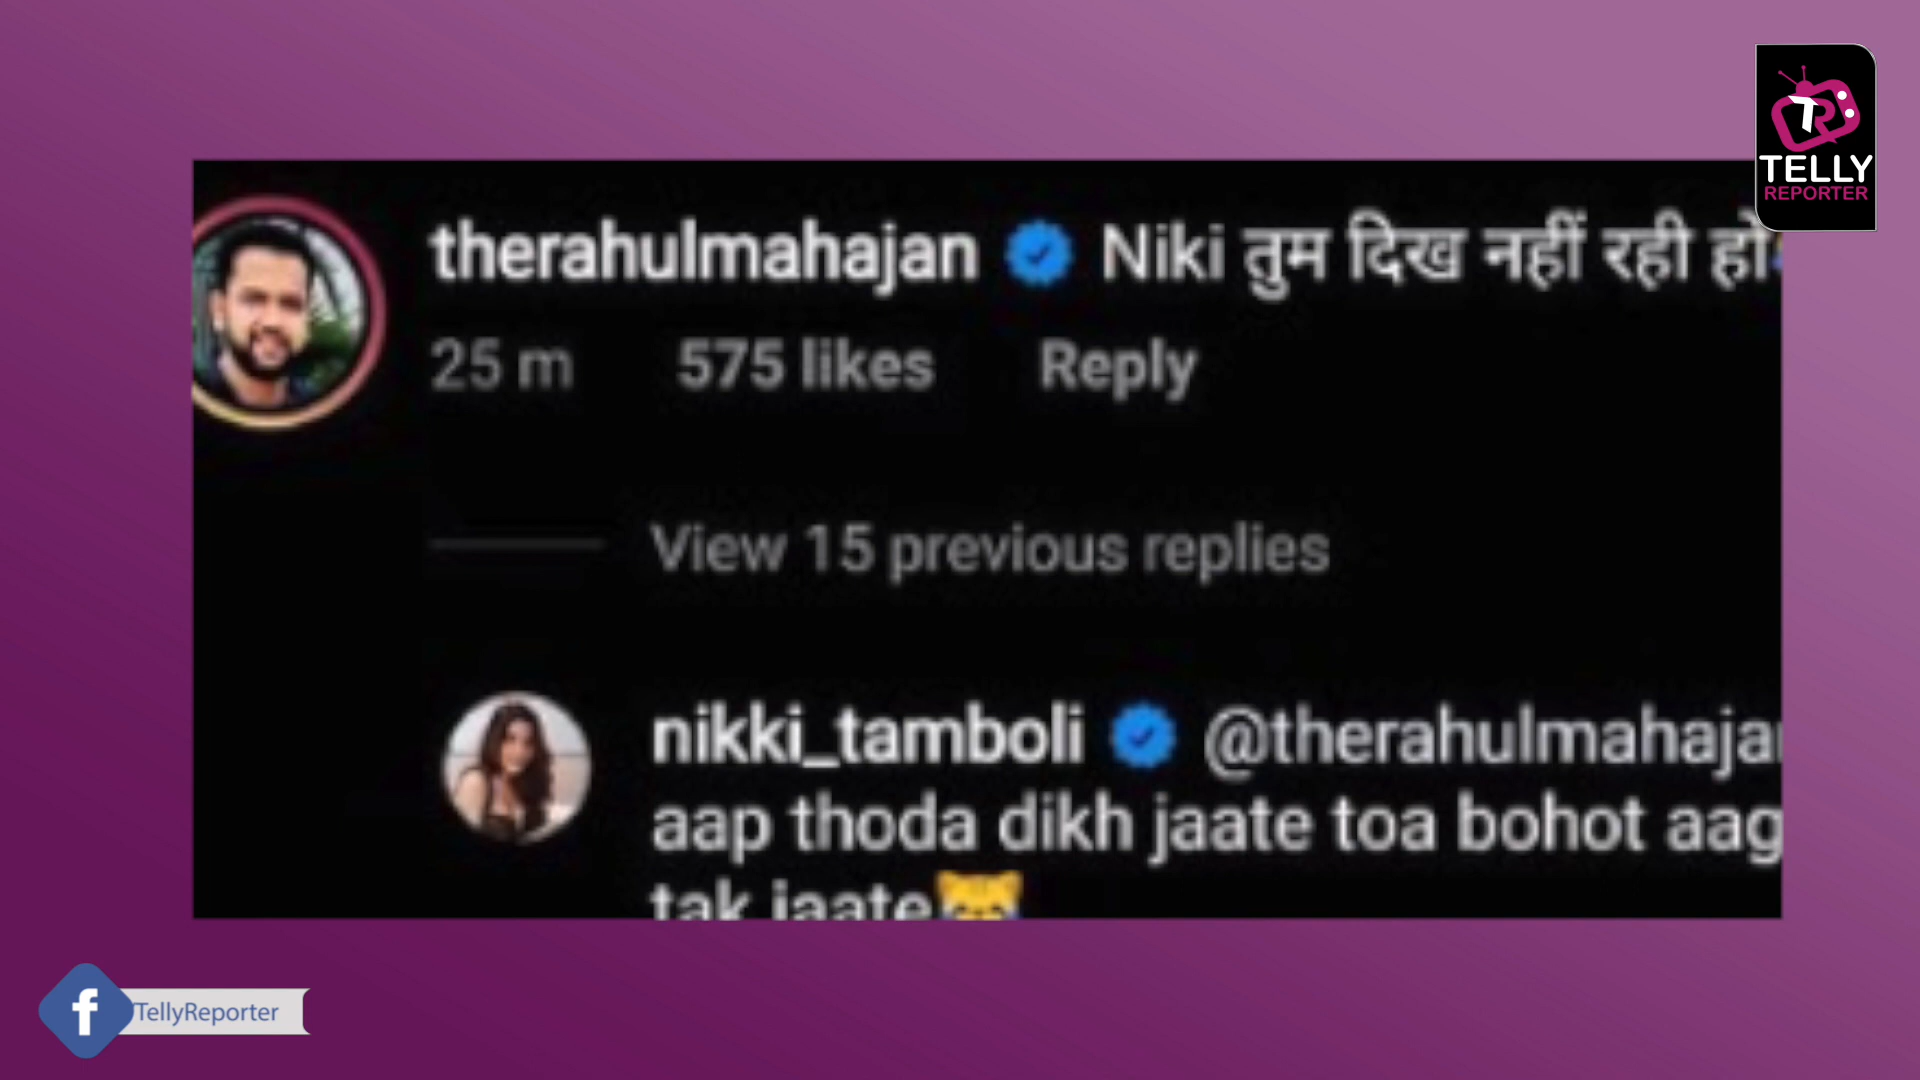 TELLY
REPORTER
therahulmahajan Niki तुम दिख नहीं रही हो
25 m 575 likes Reply
View 15 previous replies
nikki_tamboli @therahulmahajan
aap thoda dikh jaate toa bohot aag
tak jaate
f /TellyReporter